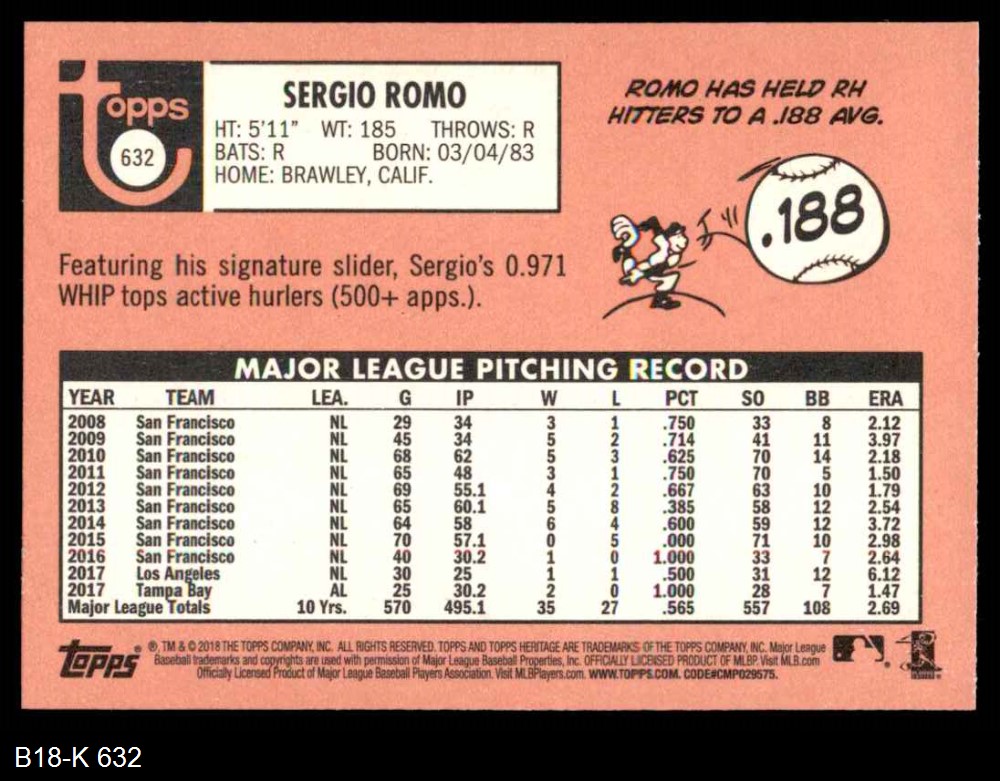 Topps
632
SERGIO ROMO
HT: 5'11" WT: 185 THROWS: R
BATS: R BORN: 03/04/83
HOME: BRAWLEY, CALIF.
ROMO HAS HELD RH
HITTERS TO A .188 AVG.
.188
Featuring his signature slider, Sergio's 0.971
WHIP tops active hurlers (500+ apps.).
MAJOR LEAGUE PITCHING RECORD
YEAR TEAM LEA. G IP W L PCT SO BB ERA
2008 San Francisco NL 29 34 3 1 .750 33 8 2.12
2009 San Francisco NL 45 34 5 2 .714 41 11 3.97
2010 San Francisco NL 68 62 5 3 .625 70 14 2.18
2011 San Francisco NL 65 48 3 1 .750 70 5 1.50
2012 San Francisco NL 69 55.1 4 2 .667 63 10 1.79
2013 San Francisco NL 65 60.1 5 8 .385 58 12 2.54
2014 San Francisco NL 64 58 6 4 .600 59 12 3.72
2015 San Francisco NL 70 57.1 0 5 .000 71 10 2.98
2016 San Francisco NL 40 30.2 1 0 1.000 33 7 2.64
2017 Los Angeles NL 30 25 1 1 .500 31 12 6.12
2017 Tampa Bay AL 25 30.2 2 0 1.000 28 7 1.47
Major League Totals 10 Yrs. 570 495.1 35 27 .565 557 108 2.69
Topps ®, TM & © 2018 THE TOPPS COMPANY, INC. ALL RIGHTS RESERVED. TOPPS AND TOPPS HERITAGE ARE TRADEMARKS OF THE TOPPS COMPANY, INC. Major League
Baseball trademarks and copyrights are used with permission of Major League Baseball Properties, Inc. OFFICIALLY LICENSED PRODUCT OF MLBP. Visit MLB.com
Officially Licensed Product of Major League Baseball Players Association. Visit MLBPlayers.com. WWW.TOPPS.COM. CODE#CMP029575.
B18-K 632